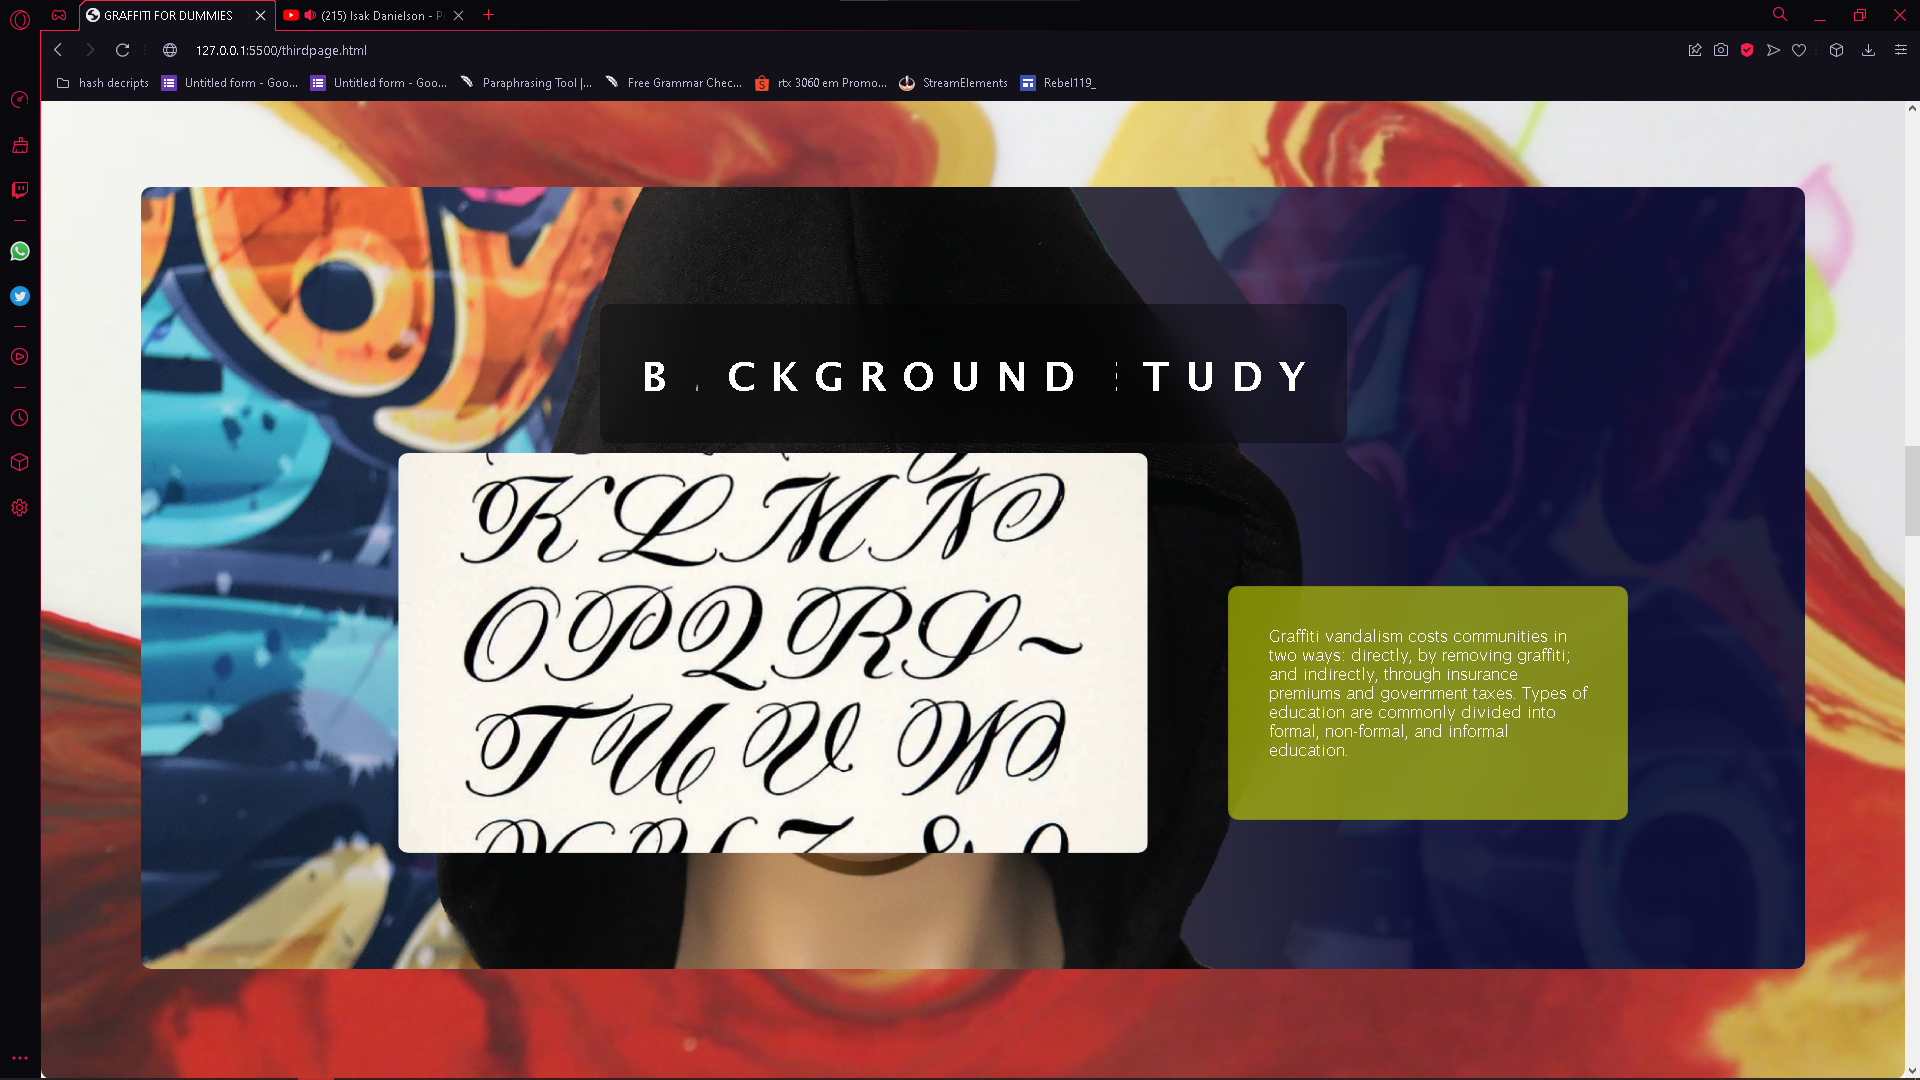 GRAFFITI FOR DUMMIES
(215) Isak Danielson - P
127.0.0.1:5500/thirdpage.html
hash decripts
Untitled form - Goo...
Untitled form - Goo...
Paraphrasing Tool |...
Free Grammar Chec...
rtx 3060 em Promo...
StreamElements
Rebel119_
B CKGROUND TUDY
K L M N
O P Q R S ~
T U V W
X Y Z &
Graffiti vandalism costs communities in
two ways: directly, by removing graffiti;
and indirectly, through insurance
premiums and government taxes. Types of
education are commonly divided into
formal, non-formal, and informal
education.